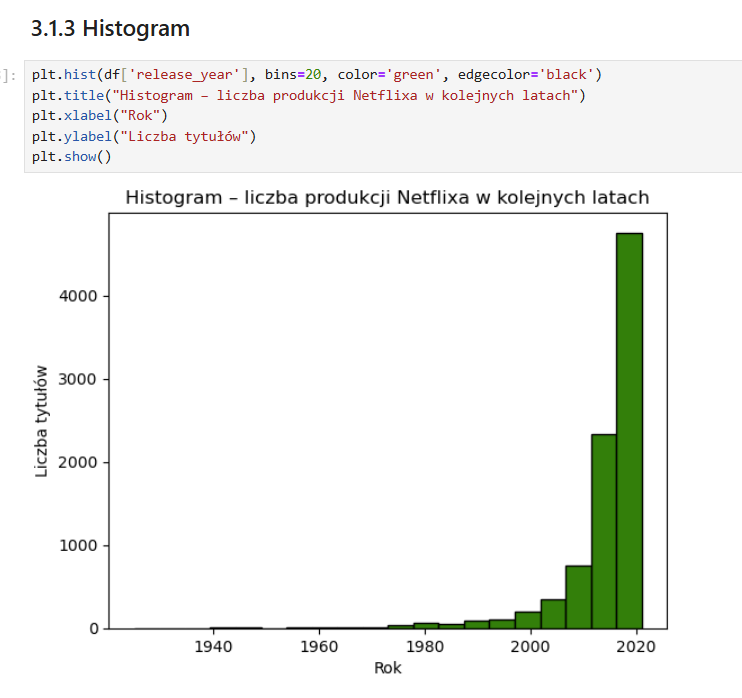 3.1.3 Histogram
]:
plt.hist(df['release_year'], bins=20, color='green', edgecolor='black')
plt.title("Histogram – liczba produkcji Netflixa w kolejnych latach")
plt.xlabel("Rok")
plt.ylabel("Liczba tytułów")
plt.show()
Histogram – liczba produkcji Netflixa w kolejnych latach
Liczba tytułów
4000
3000
2000
1000
0
1940 1960 1980 2000 2020
Rok